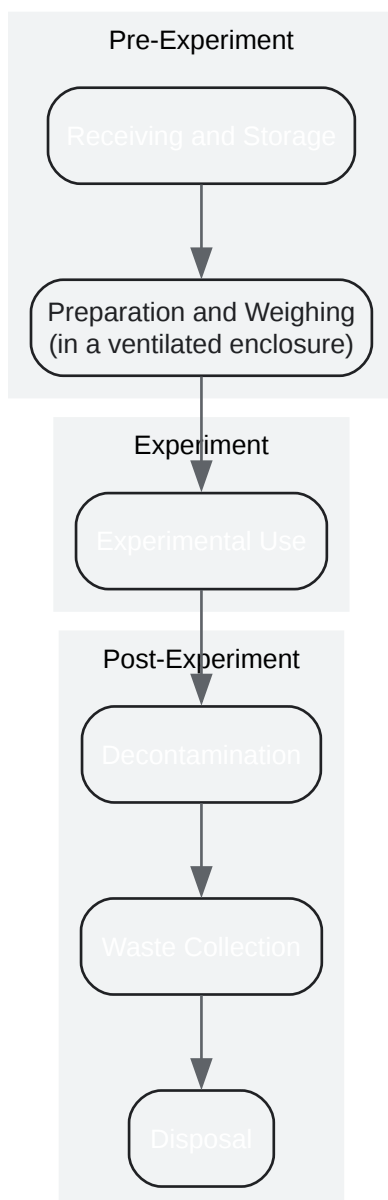 Pre-Experiment
Receiving and Storage
Preparation and Weighing
(in a ventilated enclosure)
Experiment
Experimental Use
Post-Experiment
Decontamination
Waste Collection
Disposal